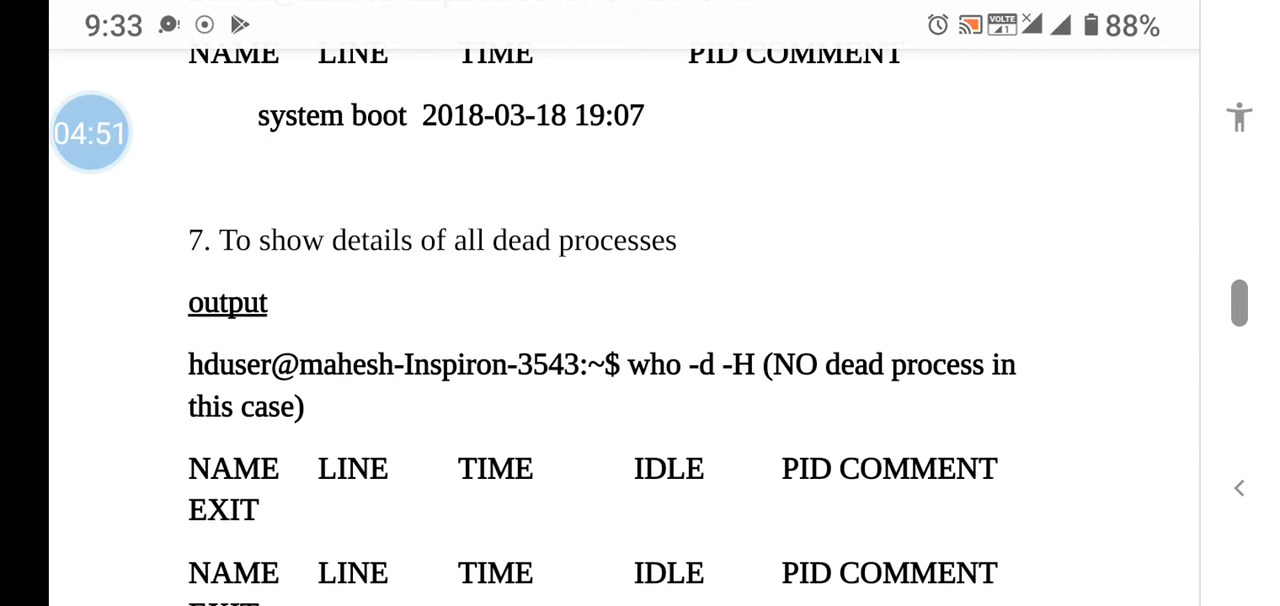 9:33 VOLTE 1 88%
NAME LINE TIME PID COMMENT
system boot 2018-03-18 19:07
04:51
7. To show details of all dead processes
output
hduser@mahesh-Inspiron-3543:~$ who -d -H (NO dead process in
this case)
NAME LINE TIME IDLE PID COMMENT
EXIT
NAME LINE TIME IDLE PID COMMENT